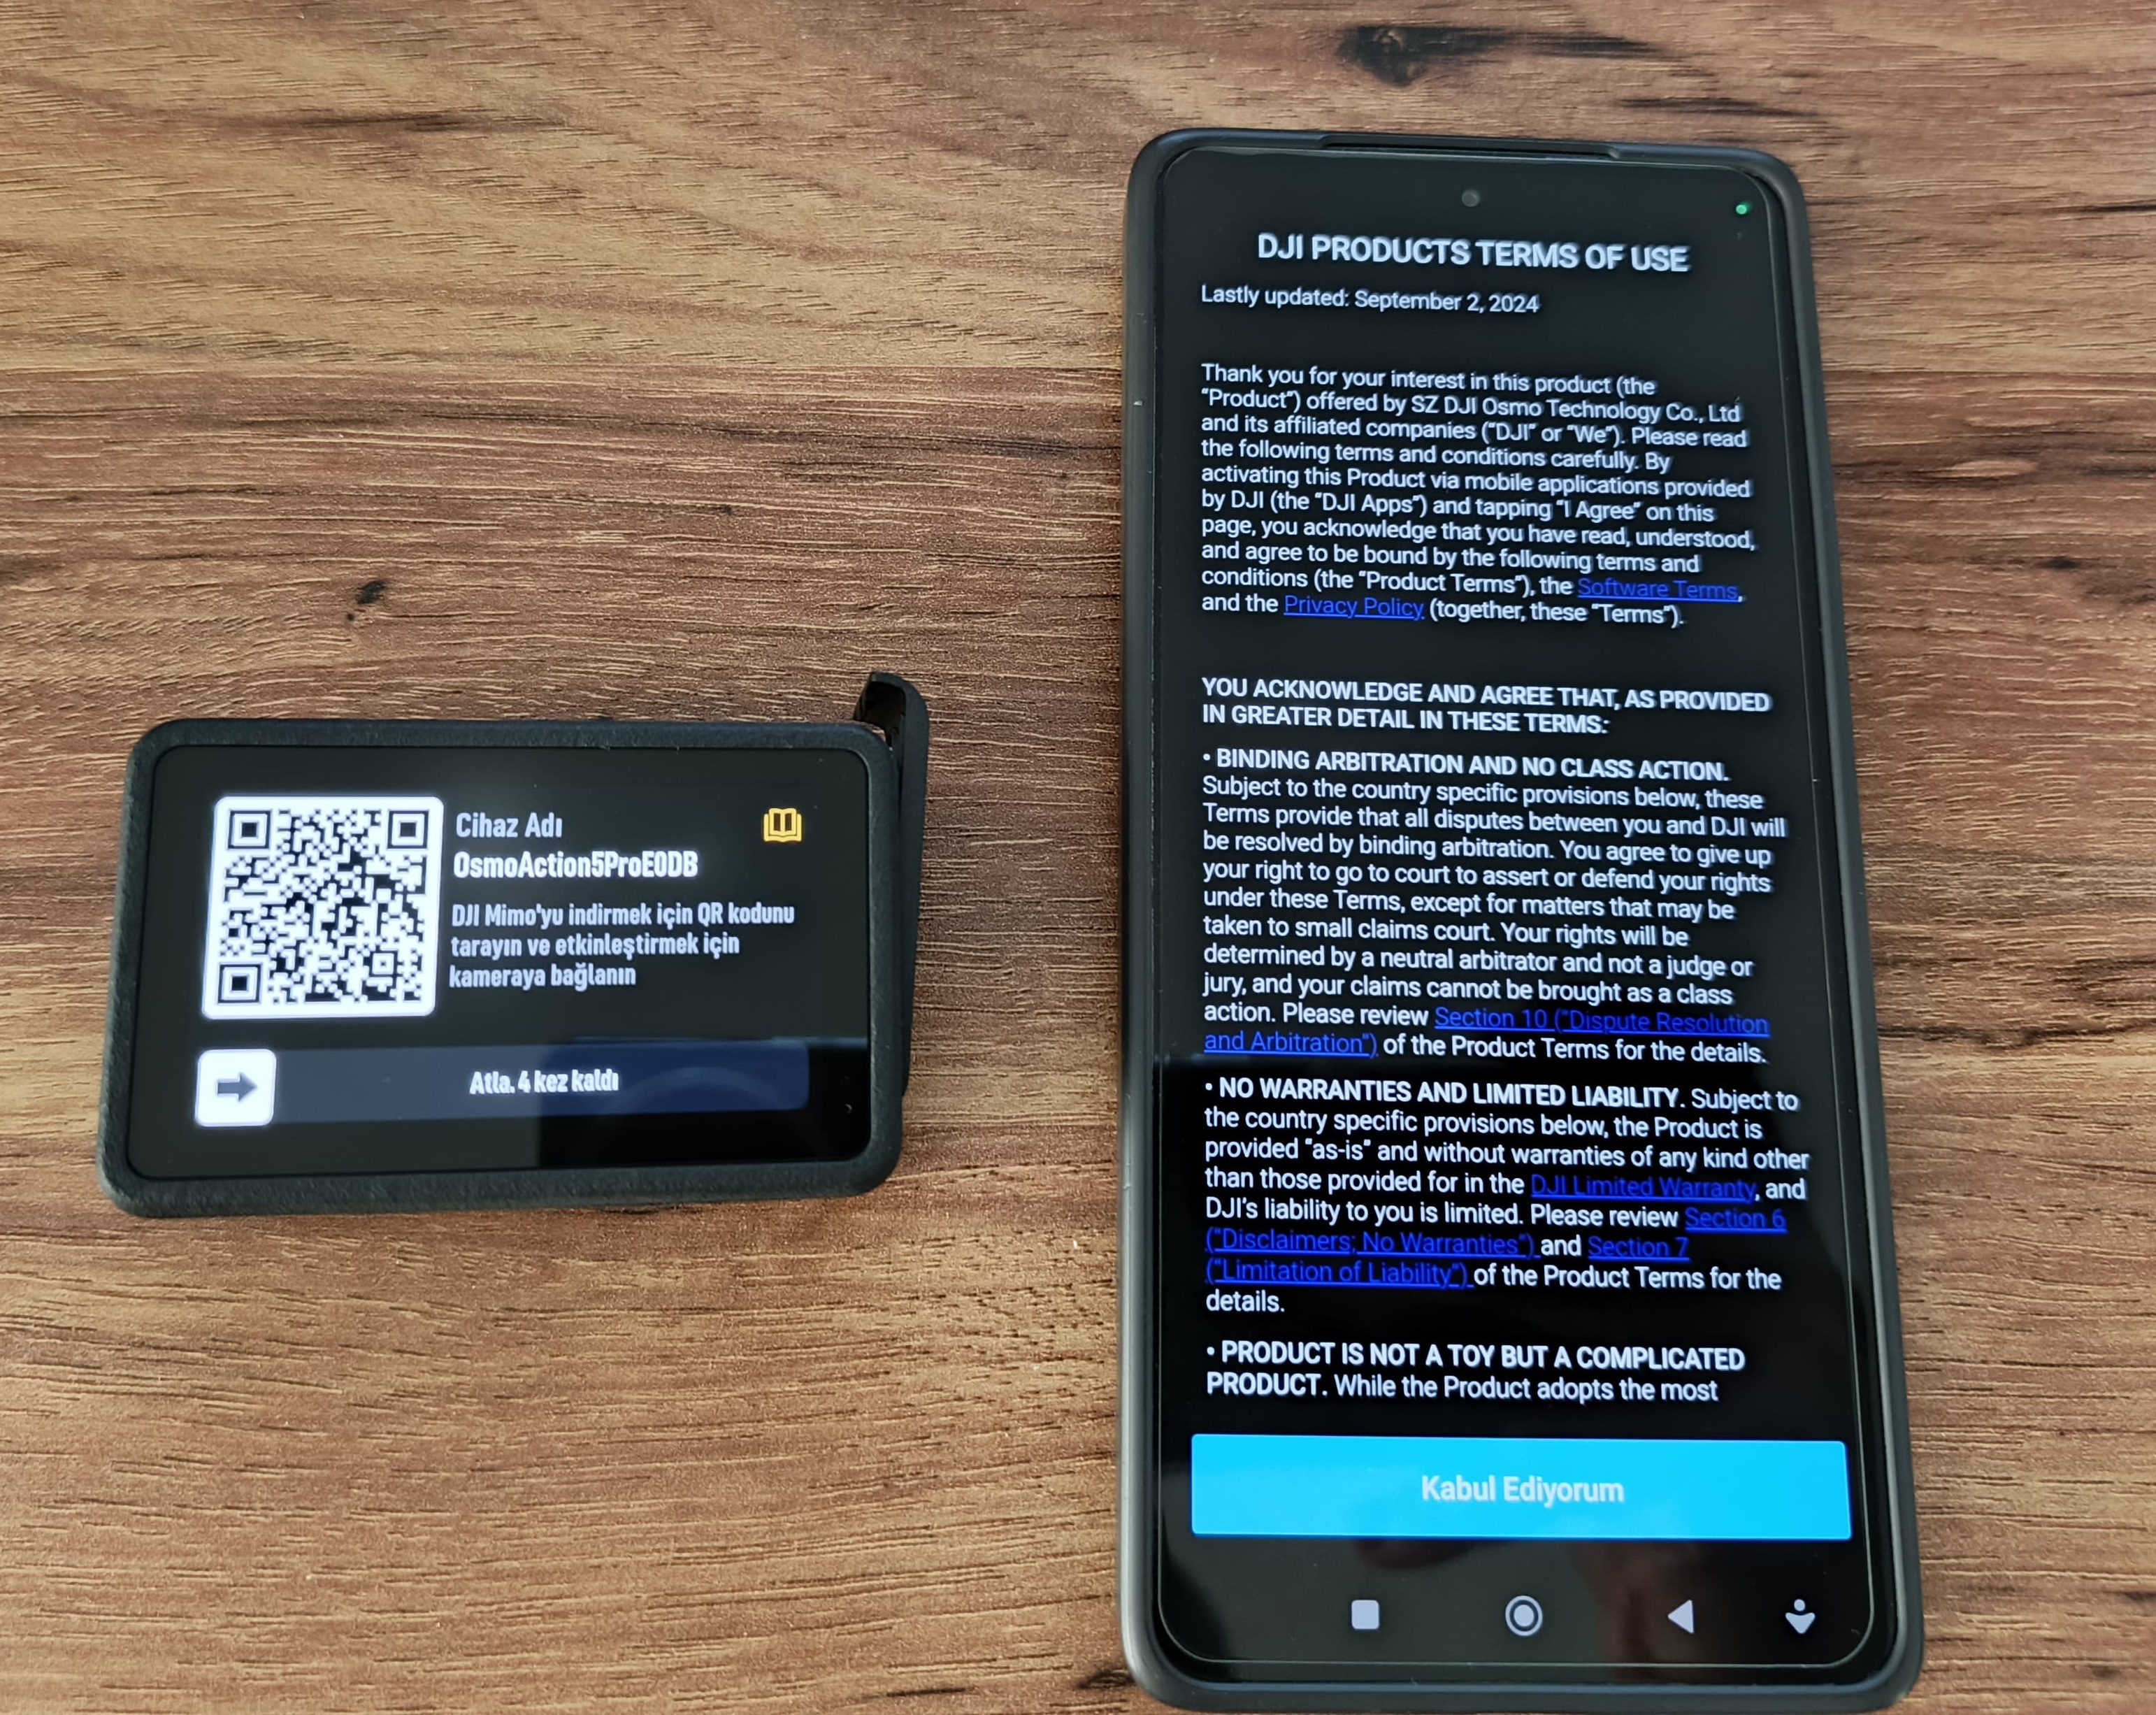 Cihaz Adı
OsmoAction5ProE0DB
DJI Mimo'yu indirmek için QR kodunu
tarayın ve etkinleştirmek için
kameraya bağlanın
Atla. 4 kez kaldı
DJI PRODUCTS TERMS OF USE
Lastly updated: September 2, 2024
Thank you for your interest in this product (the
“Product”) offered by SZ DJI Osmo Technology Co., Ltd
and its affiliated companies (“DJI” or “We”). Please read
the following terms and conditions carefully. By
activating this Product via mobile applications provided
by DJI (the “DJI Apps”) and tapping “I Agree” on this
page, you acknowledge that you have read, understood,
and agree to be bound by the following terms and
conditions (the “Product Terms”), the Software Terms,
and the Privacy Policy (together, these “Terms”).
YOU ACKNOWLEDGE AND AGREE THAT, AS PROVIDED
IN GREATER DETAIL IN THESE TERMS:
• BINDING ARBITRATION AND NO CLASS ACTION.
Subject to the country specific provisions below, these
Terms provide that all disputes between you and DJI will
be resolved by binding arbitration. You agree to give up
your right to go to court to assert or defend your rights
under these Terms, except for matters that may be
taken to small claims court. Your rights will be
determined by a neutral arbitrator and not a judge or
jury, and your claims cannot be brought as a class
action. Please review Section 10 (“Dispute Resolution
and Arbitration”) of the Product Terms for the details.
• NO WARRANTIES AND LIMITED LIABILITY. Subject to
the country specific provisions below, the Product is
provided “as-is” and without warranties of any kind other
than those provided for in the DJI Limited Warranty, and
DJI’s liability to you is limited. Please review Section 6
(“Disclaimers; No Warranties”) and Section 7
(“Limitation of Liability”) of the Product Terms for the
details.
• PRODUCT IS NOT A TOY BUT A COMPLICATED
PRODUCT. While the Product adopts the most
Kabul Ediyorum